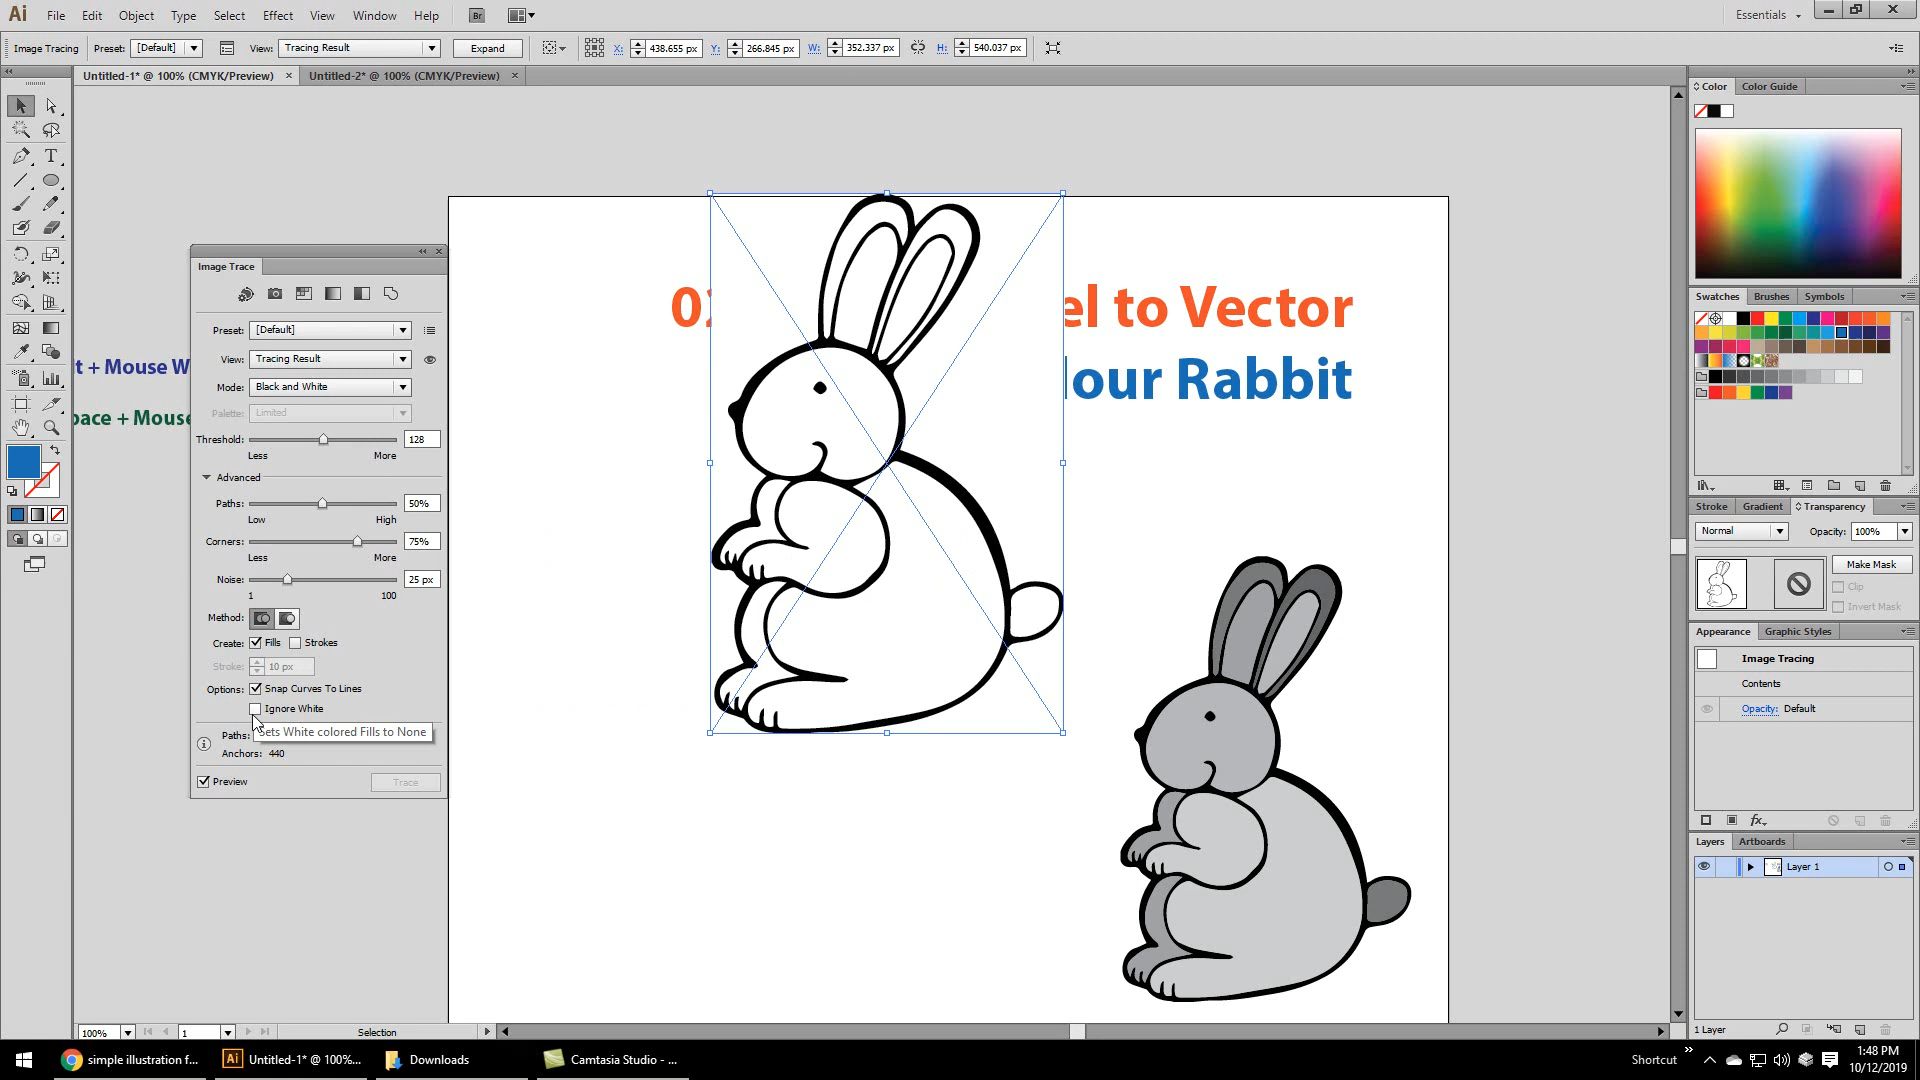 Ai File Edit Object Type Select Effect View Window Help Br Essentials
Image Tracing Preset: [Default] View: Tracing Result Expand X: 438.655 px Y: 266.845 px W: 352.337 px H: 540.037 px
Untitled-1* @ 100% (CMYK/Preview) Untitled-2* @ 100% (CMYK/Preview)
el to Vector
lour Rabbit
t + Mouse W
pace + Mouse
Image Trace
Preset: [Default]
View: Tracing Result
Mode: Black and White
Palette: Limited
Threshold: 128
Less More
Advanced
Paths: 50%
Low High
Corners: 75%
Less More
Noise: 25 px
1 100
Method:
Create: Fills Strokes
Stroke: 10 px
Options: Snap Curves To Lines
Ignore White
Sets White colored Fills to None
Paths:
Anchors: 440
Preview Trace
Color Color Guide
Swatches Brushes Symbols
Stroke Gradient Transparency
Normal Opacity: 100%
Make Mask
Clip
Invert Mask
Appearance Graphic Styles
Image Tracing
Contents
Opacity: Default
fx
Layers Artboards
Layer 1
1 Layer
100% 1 Selection
simple illustration f... Ai Untitled-1* @ 100%... Downloads Camtasia Studio - ... Shortcut
1:48 PM
10/12/2019